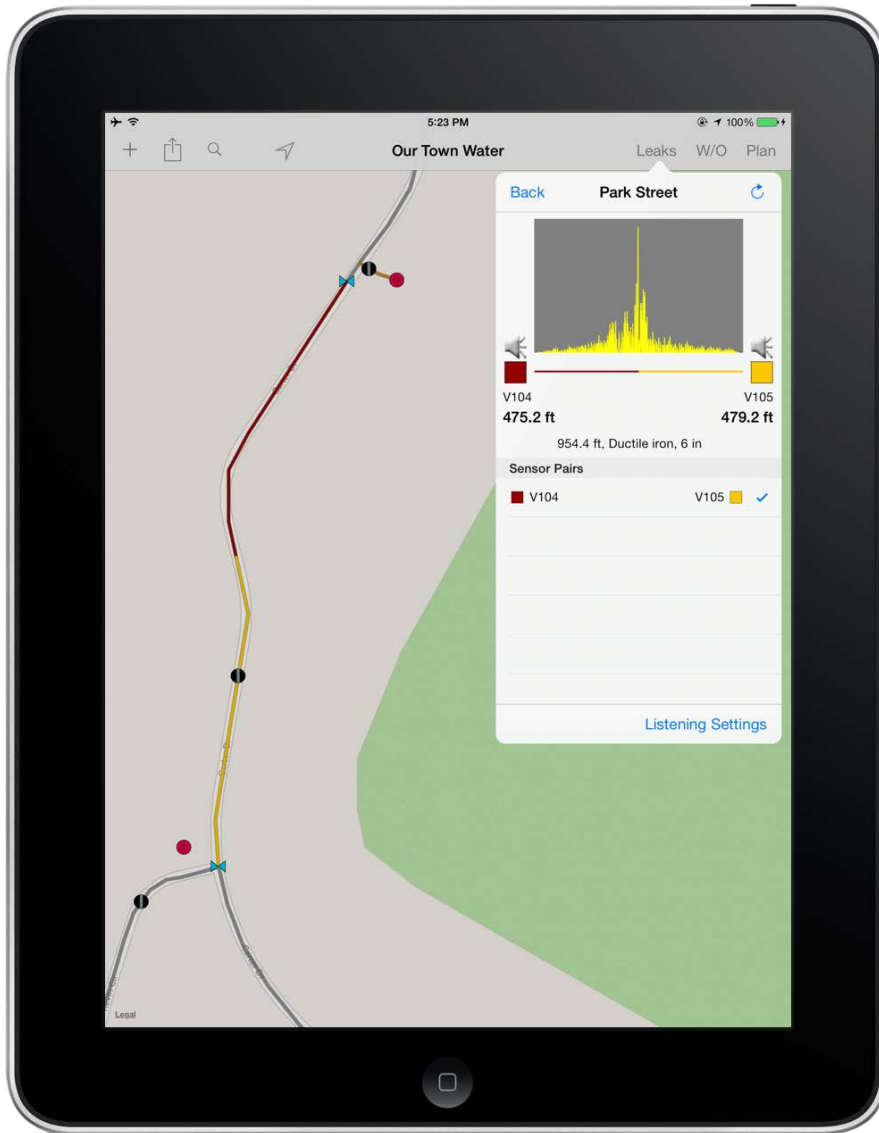 5:23 PM
100%
Our Town Water
Leaks W/O Plan
Back Park Street
V104 V105
475.2 ft 479.2 ft
954.4 ft, Ductile iron, 6 in
Sensor Pairs
V104 V105
Listening Settings
Legal